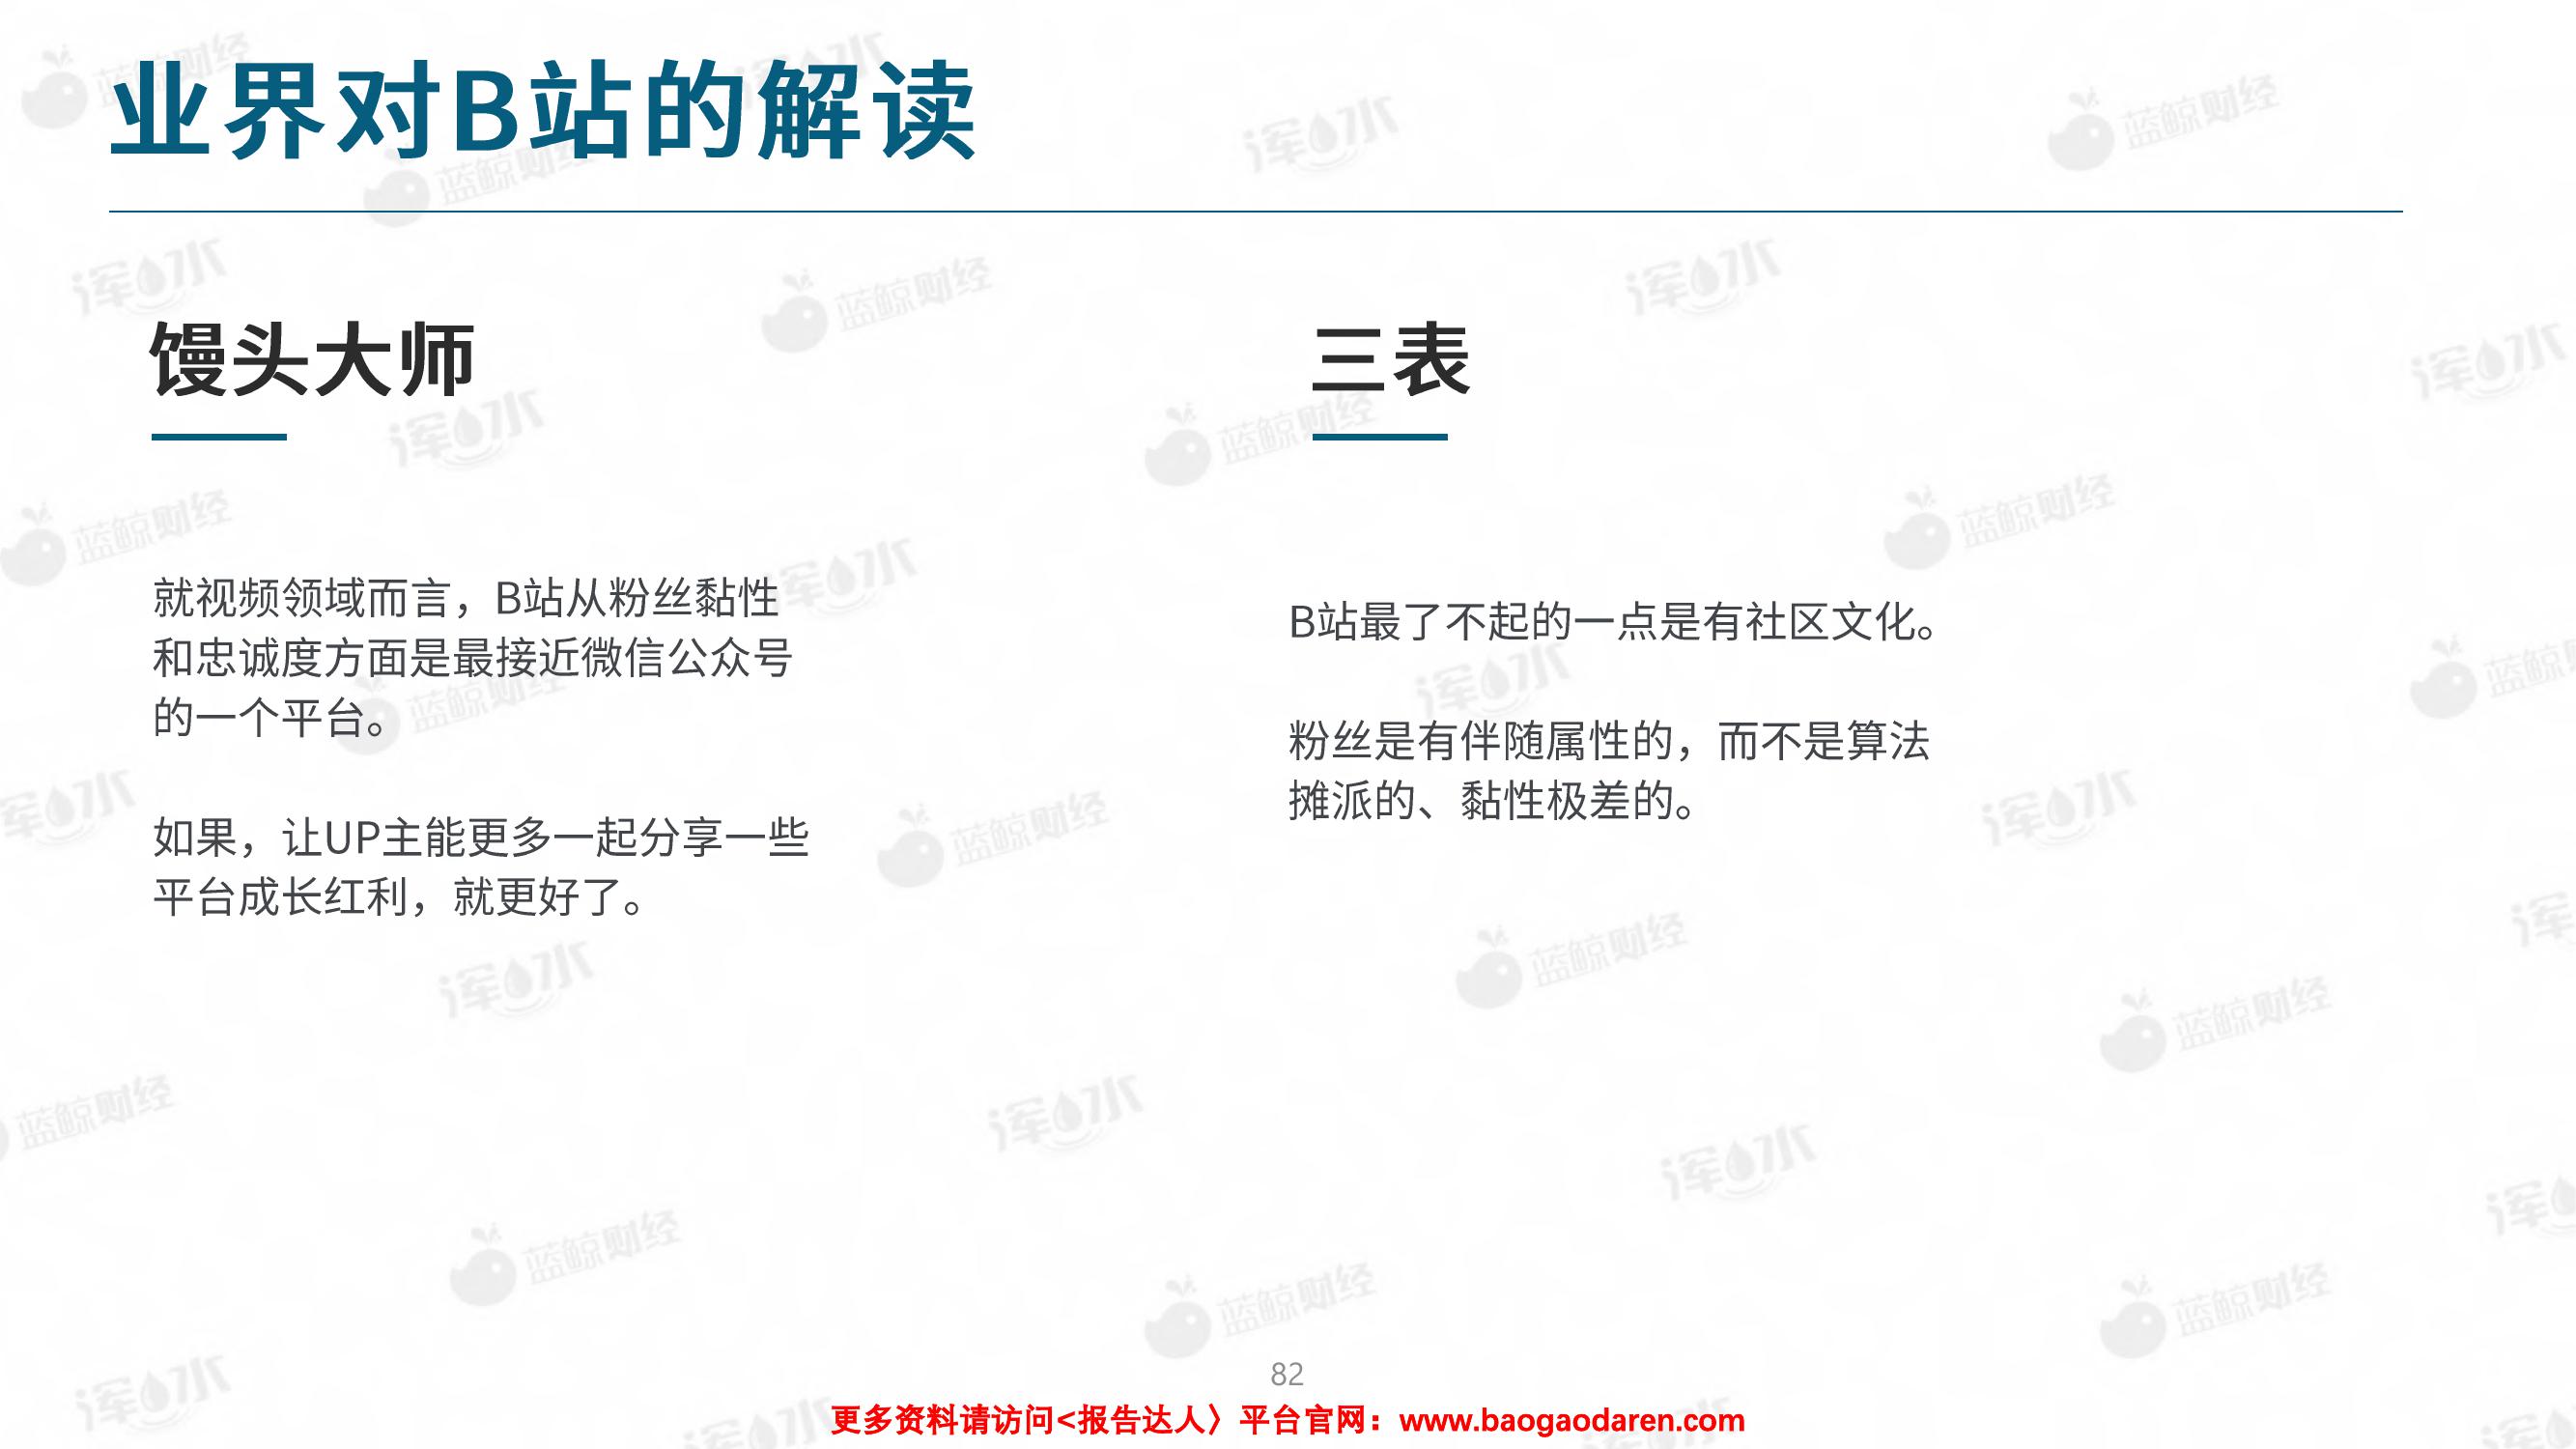 业界对B站的解读
馒头大师
就视频领域而言，B站从粉丝黏性
和忠诚度方面是最接近微信公众号
的一个平台。
如果，让UP主能更多一起分享一些
平台成长红利，就更好了。
三表
B站最了不起的一点是有社区文化。
粉丝是有伴随属性的，而不是算法
摊派的、黏性极差的。
82
更多资料请访问<报告达人〉平台官网：www.baogaodaren.com
蓝鲸财经
浑水